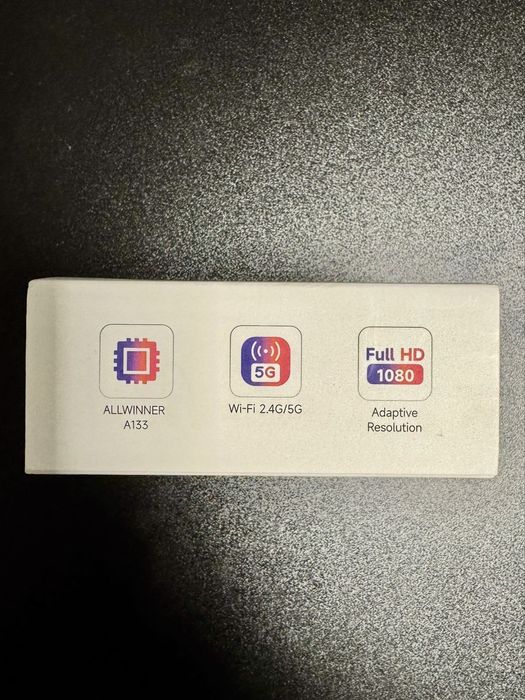 ALLWINNER
A133
5G
Wi-Fi 2.4G/5G
Full HD
1080
Adaptive
Resolution